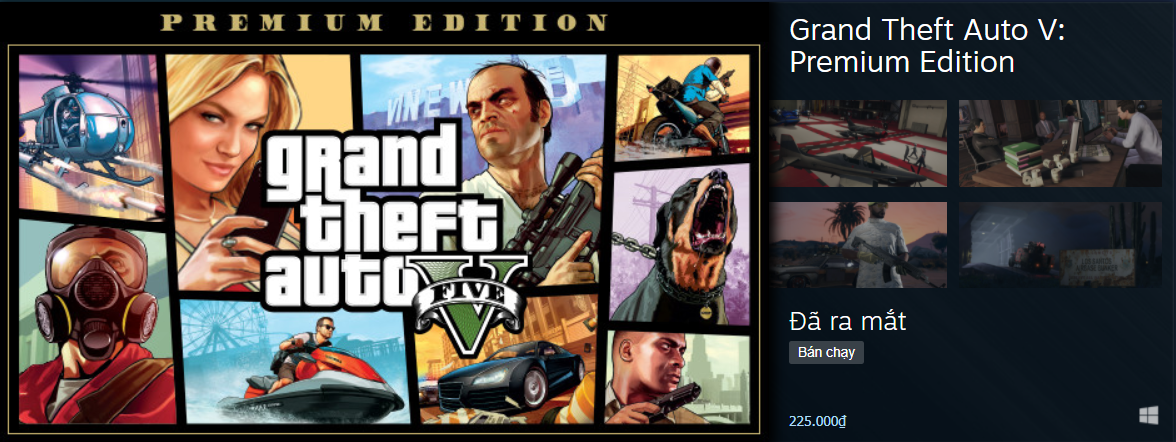 PREMIUM EDITION
VINEW
grand
theft
auto V
FIVE
Grand Theft Auto V:
Premium Edition
Đã ra mắt
Bán chạy
225.000₫